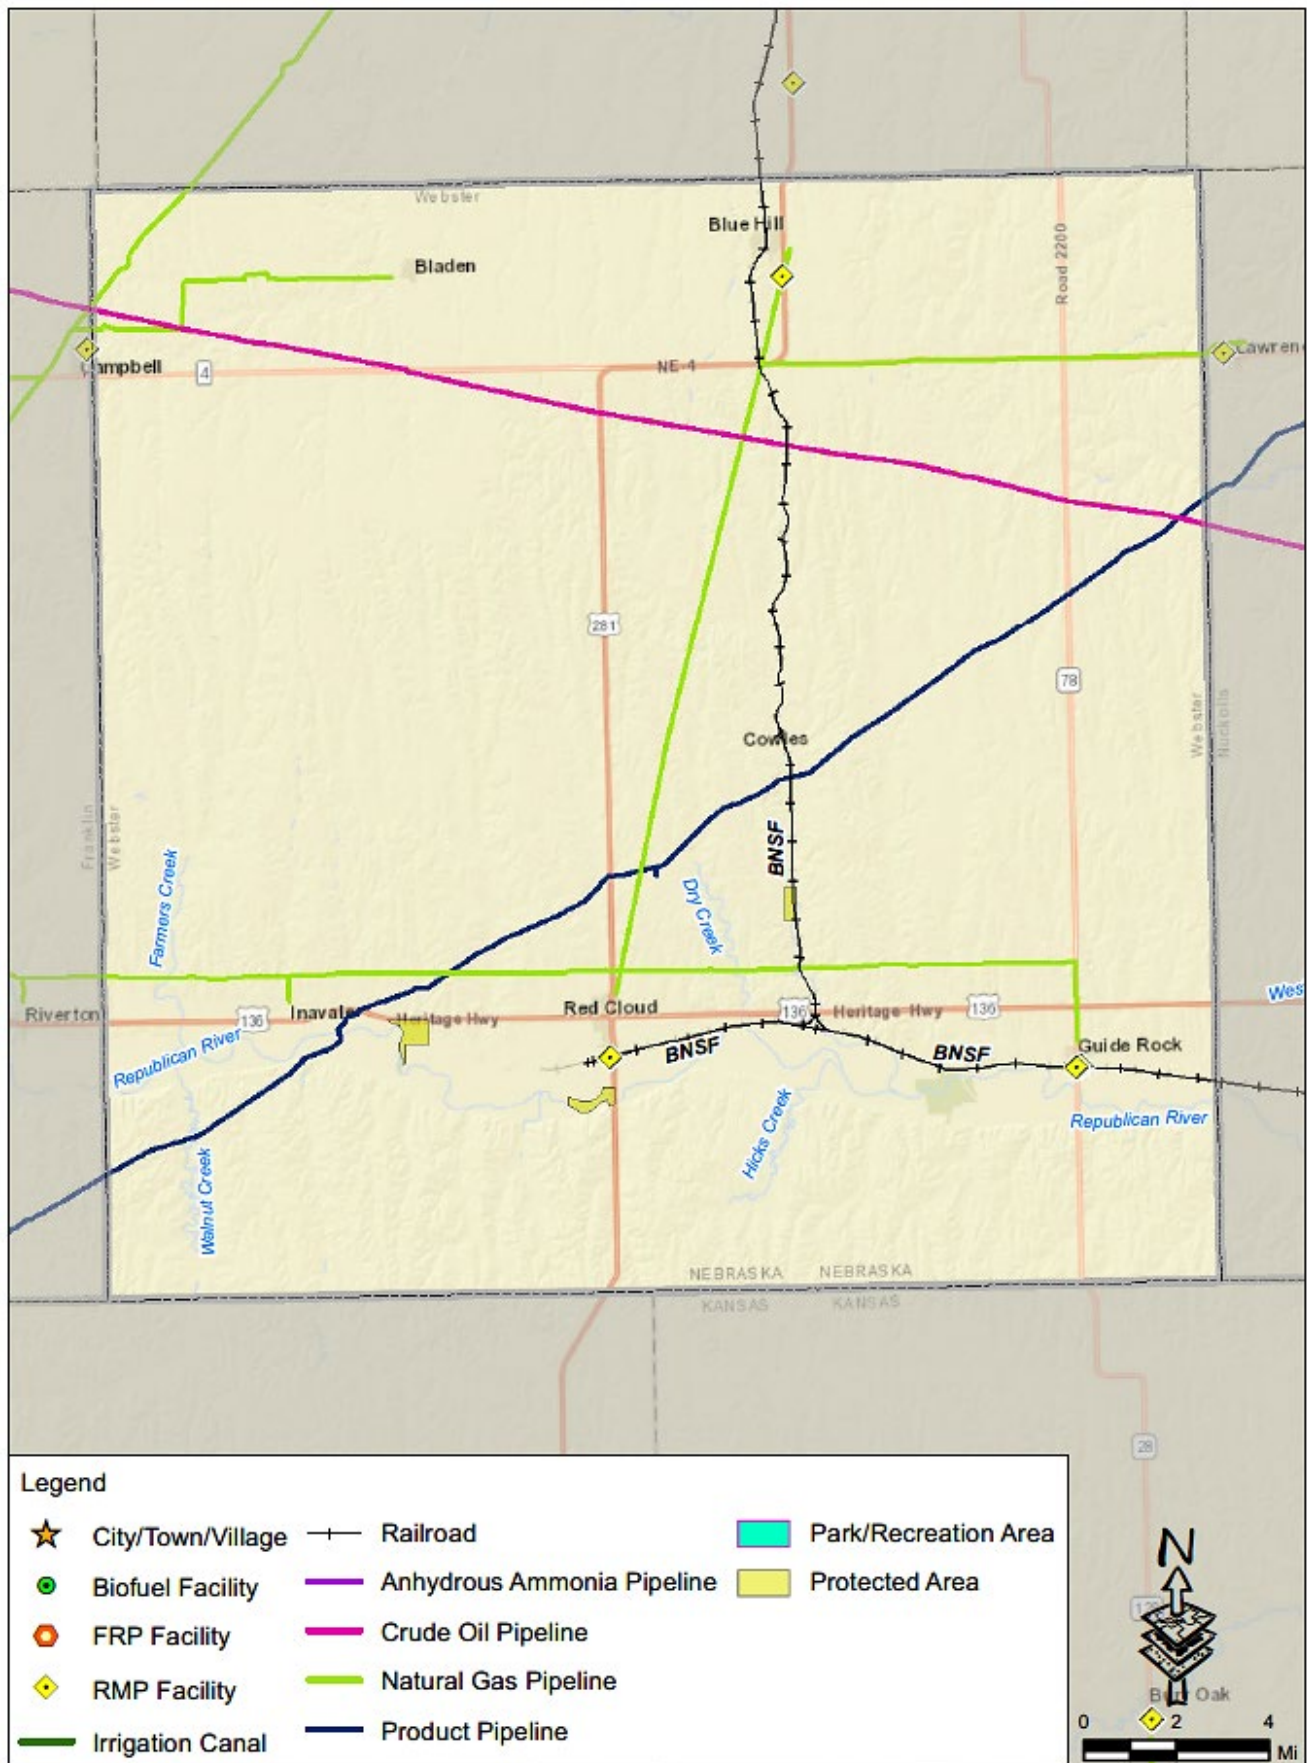 Webster
Blue Hill
Bladen
Road 2200
Campbell
4
NE-4
281
78
Cowles
Webster
Nuckolls
Franklin
Webster
Farmers Creek
BNSF
Dry Creek
Riverton
136
Inavale
Heritage Hwy
Red Cloud
136
Heritage Hwy
136
Wes
Republican River
BNSF
BNSF
Guide Rock
Hicks Creek
Republican River
Walnut Creek
NEBRASKA
NEBRASKA
KANSAS
KANSAS
28
Legend
City/Town/Village
Railroad
Park/Recreation Area
Biofuel Facility
Anhydrous Ammonia Pipeline
Protected Area
FRP Facility
Crude Oil Pipeline
RMP Facility
Natural Gas Pipeline
Irrigation Canal
Product Pipeline
N
Burr Oak
0 2 4
Mi